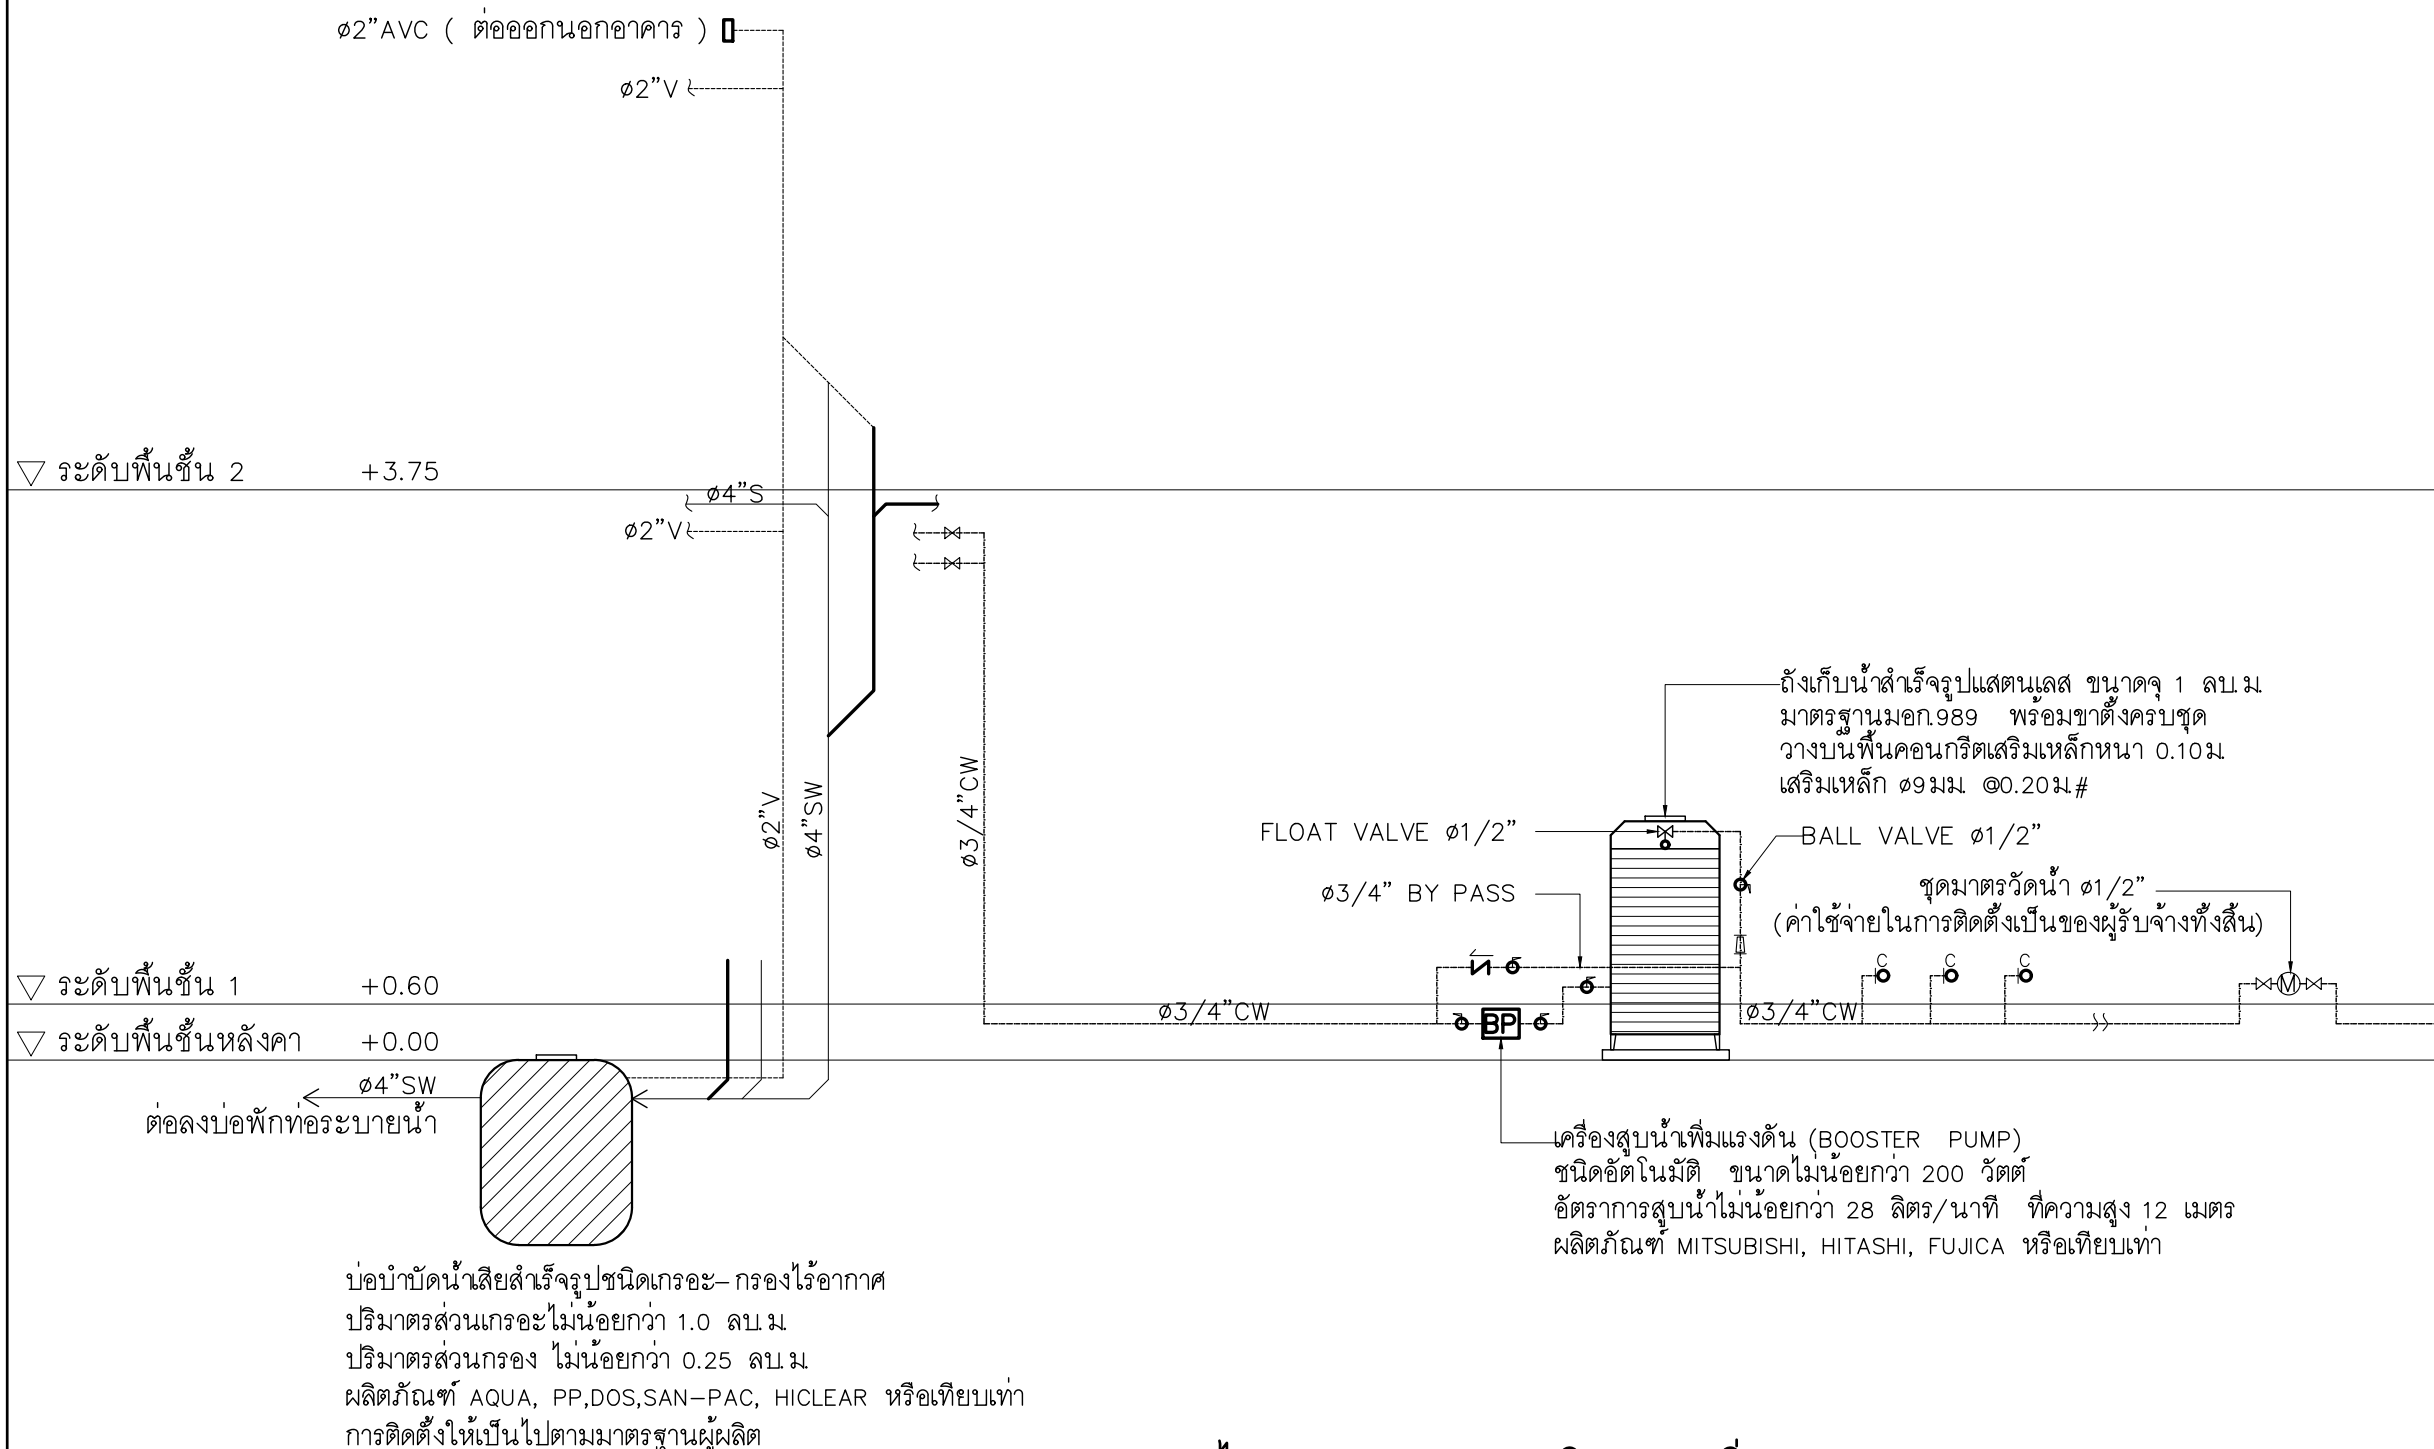 ø2"AVC ( ต่อออกนอกอาคาร )
ø2"V
ระดับพื้นชั้น 2 +3.75
ø4"S
ø2"V
ถังเก็บน้ำสำเร็จรูปแสตนเลส ขนาดจุ 1 ลบ.ม.
มาตรฐานมอก.989 พร้อมขาตั้งครบชุด
วางบนพื้นคอนกรีตเสริมเหล็กหนา 0.10ม.
เสริมเหล็ก ø9มม. @0.20ม.#
ø2"V
ø4"SW
ø3/4"CW
FLOAT VALVE ø1/2"
BALL VALVE ø1/2"
ø3/4" BY PASS
ชุดมาตรวัดน้ำ ø1/2"
(ค่าใช้จ่ายในการติดตั้งเป็นของผู้รับจ้างทั้งสิ้น)
C C C
M
ระดับพื้นชั้น 1 +0.60
ø3/4"CW
BP
ø3/4"CW
ระดับพื้นชั้นหลังคา +0.00
ø4"SW
ต่อลงบ่อพักท่อระบายน้ำ
เครื่องสูบน้ำเพิ่มแรงดัน (BOOSTER PUMP)
ชนิดอัตโนมัติ ขนาดไม่น้อยกว่า 200 วัตต์
อัตราการสูบน้ำไม่น้อยกว่า 28 ลิตร/นาที ที่ความสูง 12 เมตร
ผลิตภัณฑ์ MITSUBISHI, HITASHI, FUJICA หรือเทียบเท่า
บ่อบำบัดน้ำเสียสำเร็จรูปชนิดเกรอะ-กรองไร้อากาศ
ปริมาตรส่วนเกรอะไม่น้อยกว่า 1.0 ลบ.ม.
ปริมาตรส่วนกรอง ไม่น้อยกว่า 0.25 ลบ.ม.
ผลิตภัณฑ์ AQUA, PP,DOS,SAN-PAC, HICLEAR หรือเทียบเท่า
การติดตั้งให้เป็นไปตามมาตรฐานผู้ผลิต